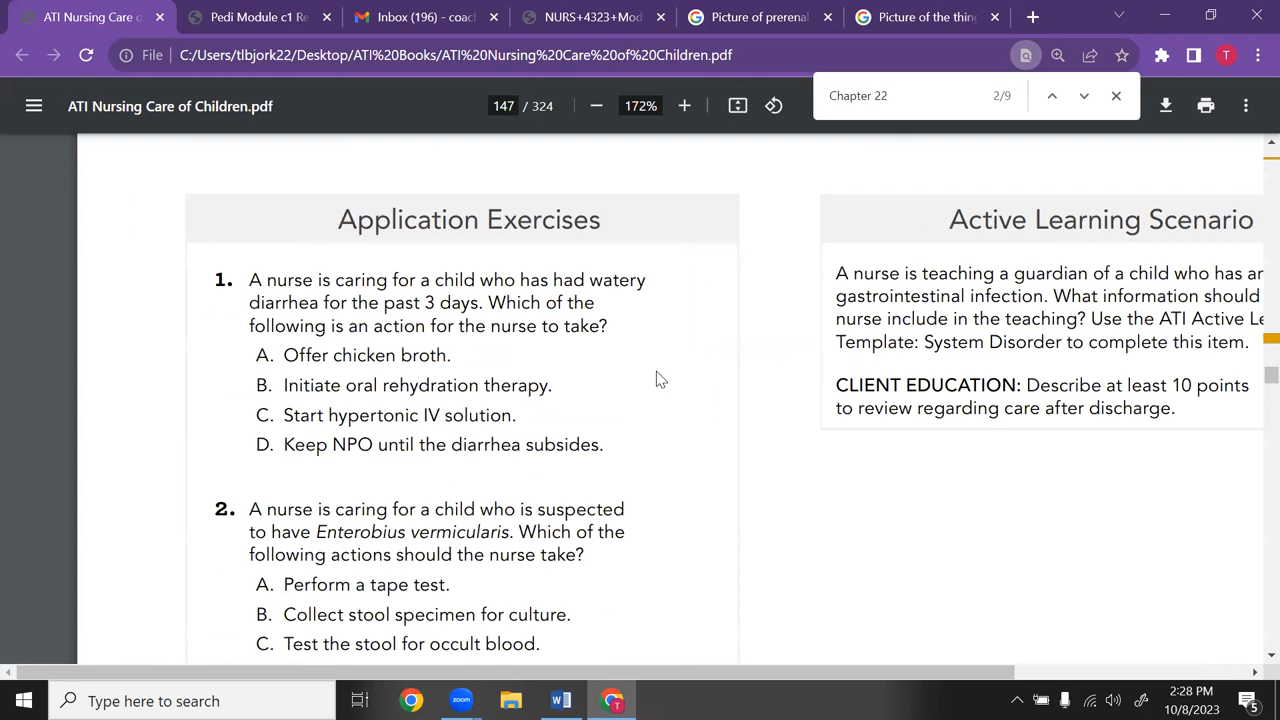 ATI Nursing Care of
Pedi Module c1 Re
Inbox (196) - coac
NURS+4323+Mod
Picture of prerenal
Picture of the thing
File
C:/Users/tlbjork22/Desktop/ATI%20Books/ATI%20Nursing%20Care%20of%20Children.pdf
T
ATI Nursing Care of Children.pdf
147 / 324
172%
Chapter 22
2/9
Application Exercises
1. A nurse is caring for a child who has had watery
diarrhea for the past 3 days. Which of the
following is an action for the nurse to take?
A. Offer chicken broth.
B. Initiate oral rehydration therapy.
C. Start hypertonic IV solution.
D. Keep NPO until the diarrhea subsides.
2. A nurse is caring for a child who is suspected
to have Enterobius vermicularis. Which of the
following actions should the nurse take?
A. Perform a tape test.
B. Collect stool specimen for culture.
C. Test the stool for occult blood.
Active Learning Scenario
A nurse is teaching a guardian of a child who has ar
gastrointestinal infection. What information should
nurse include in the teaching? Use the ATI Active Le
Template: System Disorder to complete this item.
CLIENT EDUCATION: Describe at least 10 points
to review regarding care after discharge.
Type here to search
zoom
T
2:28 PM
10/8/2023
5